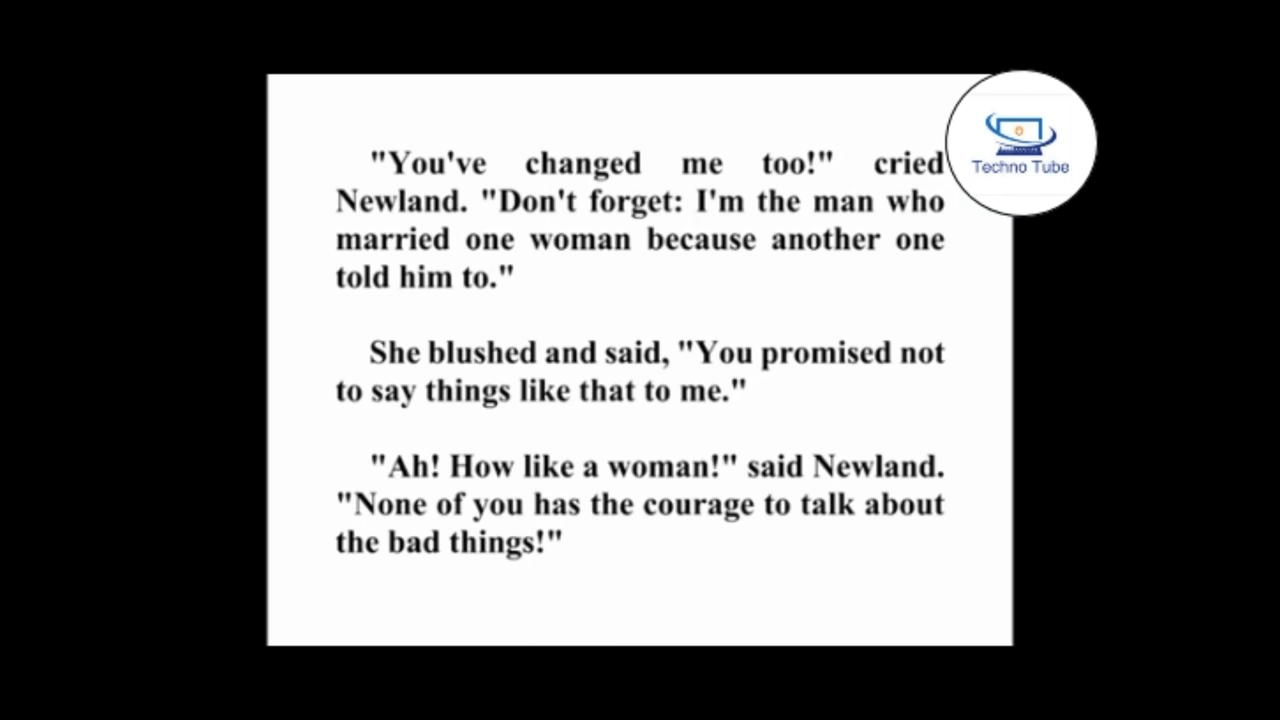 "You've changed me too!" cried
Newland. "Don't forget: I'm the man who
married one woman because another one
told him to."
She blushed and said, "You promised not
to say things like that to me."
"Ah! How like a woman!" said Newland.
"None of you has the courage to talk about
the bad things!"
Techno Tube